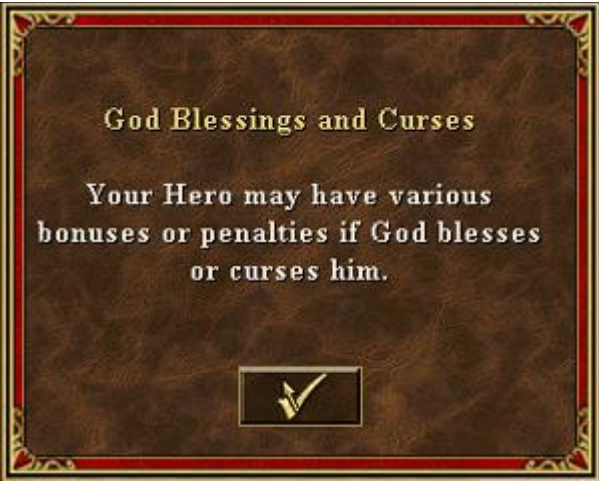 God Blessings and Curses
Your Hero may have various
bonuses or penalties if God blesses
or curses him.